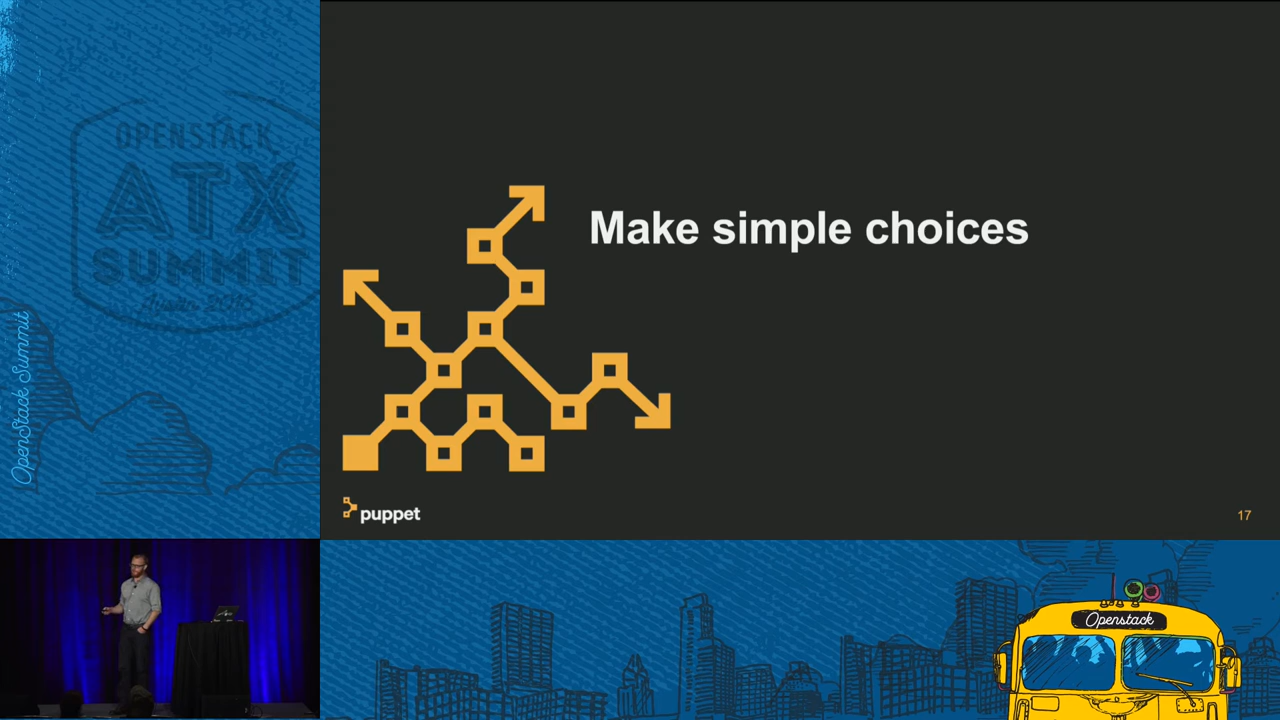 OPENSTACK
ATX
SUMMIT
Austin 2016
OpenStack Summit
Make simple choices
puppet
17
Openstack